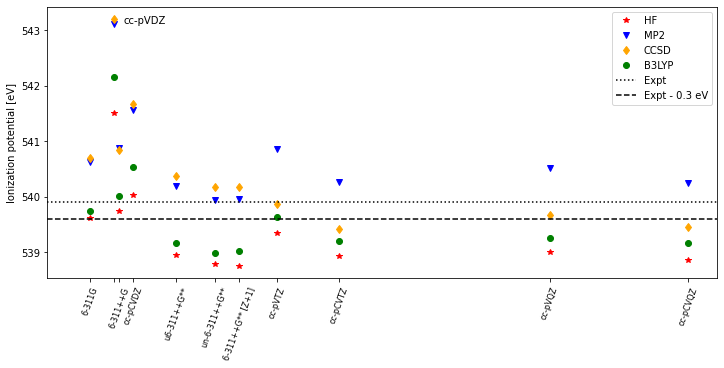 543
542
541
540
539
Ionization potential [eV]
cc-pVDZ
HF
MP2
CCSD
B3LYP
Expt
Expt - 0.3 eV
6-311G
6-311++G
cc-pCVDZ
u6-311++G**
un-6-311++G**
6-311++G** [Z+1]
cc-pVTZ
cc-pCVTZ
cc-pVQZ
cc-pCVQZ